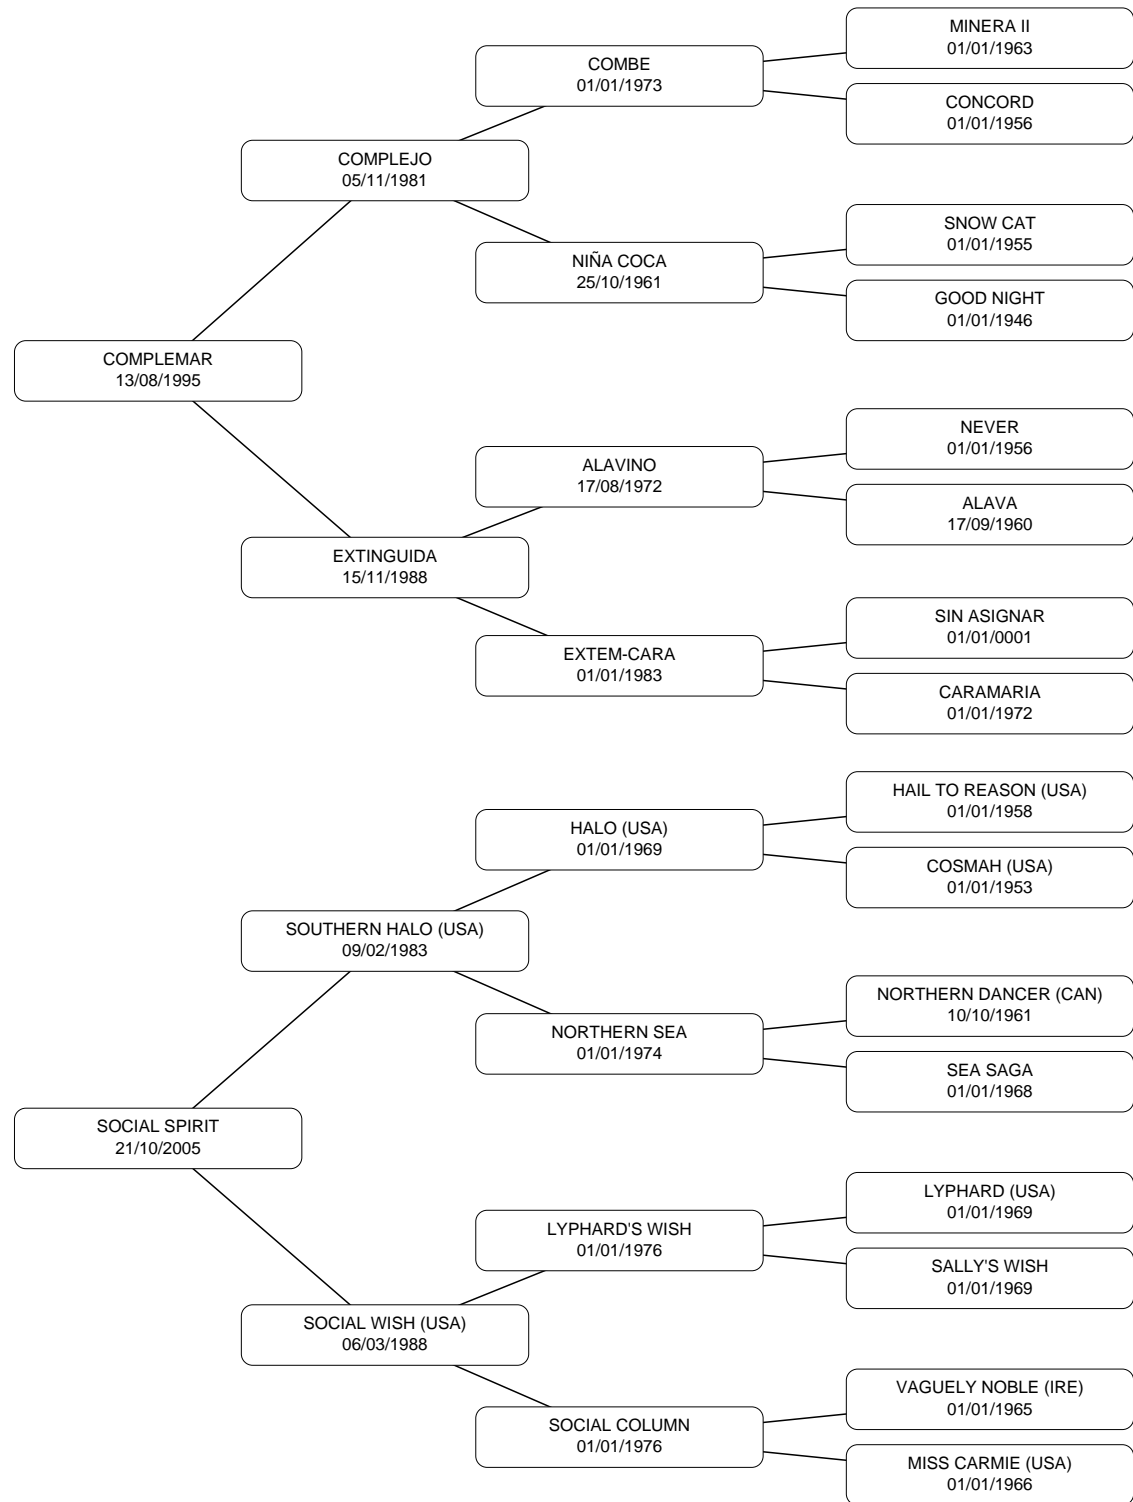 MINERA II
01/01/1963
COMBE
01/01/1973
CONCORD
01/01/1956
COMPLEJO
05/11/1981
SNOW CAT
01/01/1955
NIÑA COCA
25/10/1961
GOOD NIGHT
01/01/1946
COMPLEMAR
13/08/1995
NEVER
01/01/1956
ALAVINO
17/08/1972
ALAVA
17/09/1960
EXTINGUIDA
15/11/1988
SIN ASIGNAR
01/01/0001
EXTEM-CARA
01/01/1983
CARAMARIA
01/01/1972
HAIL TO REASON (USA)
01/01/1958
HALO (USA)
01/01/1969
COSMAH (USA)
01/01/1953
SOUTHERN HALO (USA)
09/02/1983
NORTHERN DANCER (CAN)
10/10/1961
NORTHERN SEA
01/01/1974
SEA SAGA
01/01/1968
SOCIAL SPIRIT
21/10/2005
LYPHARD (USA)
01/01/1969
LYPHARD'S WISH
01/01/1976
SALLY'S WISH
01/01/1969
SOCIAL WISH (USA)
06/03/1988
VAGUELY NOBLE (IRE)
01/01/1965
SOCIAL COLUMN
01/01/1976
MISS CARMIE (USA)
01/01/1966